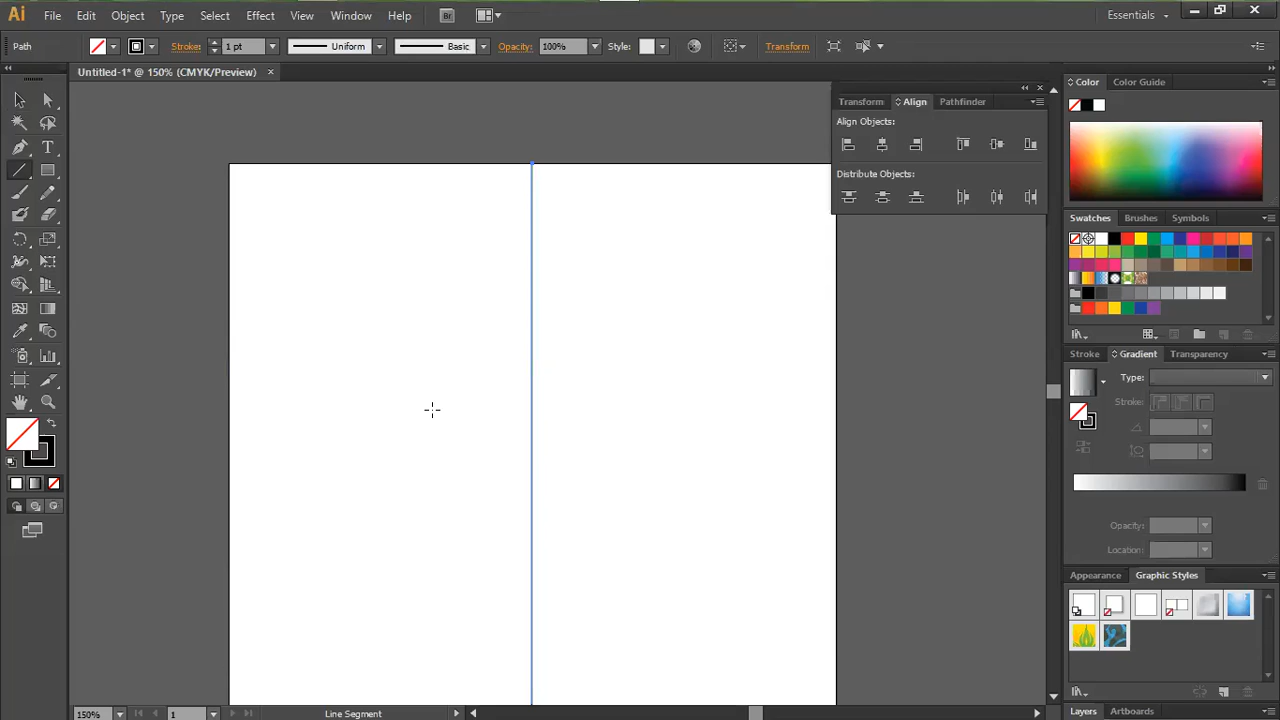 Ai File Edit Object Type Select Effect View Window Help Br Essentials
Path Stroke: 1 pt Uniform Basic Opacity: 100% Style: Transform
Untitled-1* @ 150% (CMYK/Preview)
Transform Align Pathfinder
Align Objects:
Distribute Objects:
Color Color Guide
Swatches Brushes Symbols
Stroke Gradient Transparency
Type:
Stroke:
Opacity:
Location:
Appearance Graphic Styles
Layers Artboards
150% 1 Line Segment